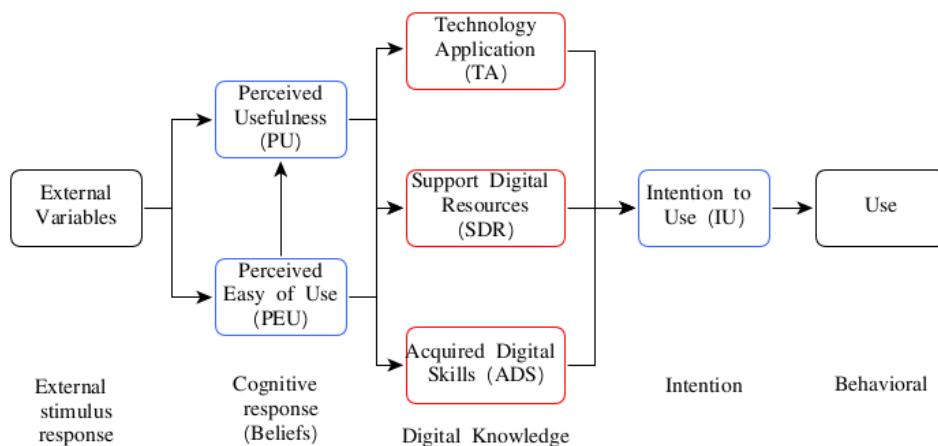 Technology
Application
(TA)
Perceived
Usefulness
(PU)
External
Variables
Support Digital
Resources
(SDR)
Intention to
Use (IU)
Use
Perceived
Easy of Use
(PEU)
Acquired Digital
Skills (ADS)
External
stimulus
response
Cognitive
response
(Beliefs)
Digital Knowledge
Intention
Behavioral